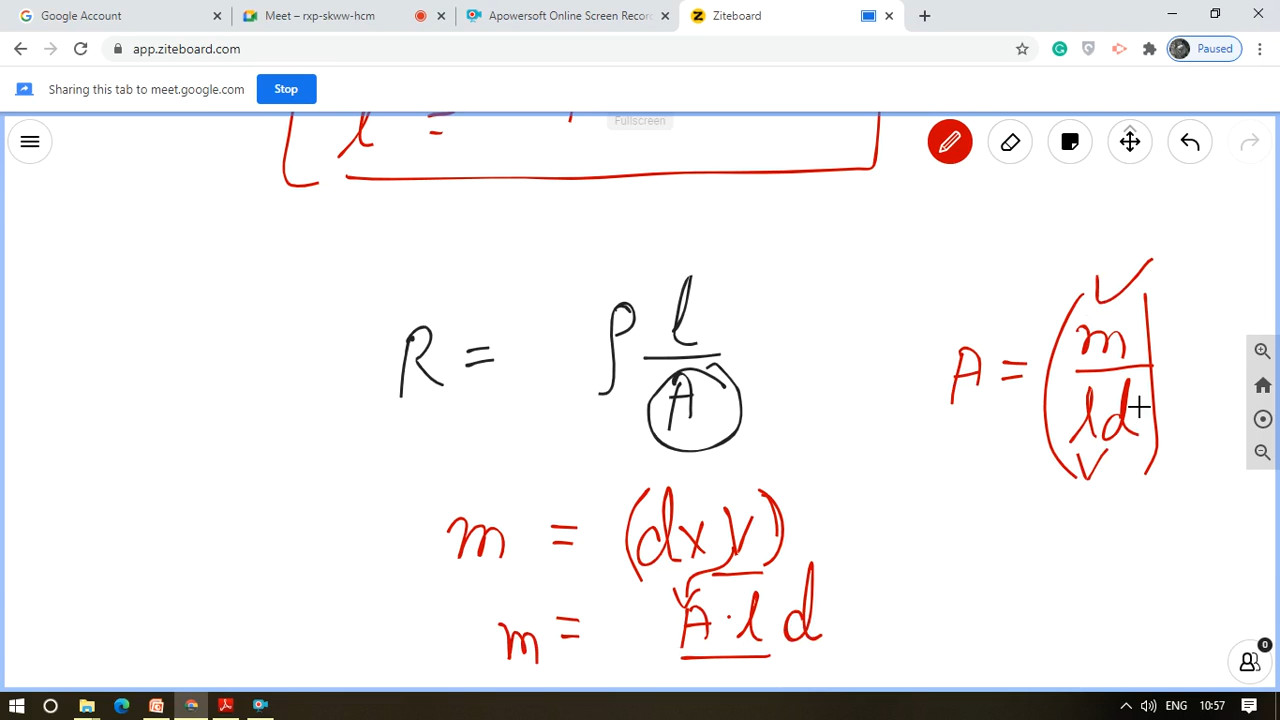 Google Account
Meet – rxp-skww-hcm
Apowersoft Online Screen Recor
Ziteboard
app.ziteboard.com
Paused
Sharing this tab to meet.google.com
Stop
Fullscreen
l =
R = ρ l / A
A = (m / ld)
m = (d x V)
m = A · l d
0
ENG
10:57